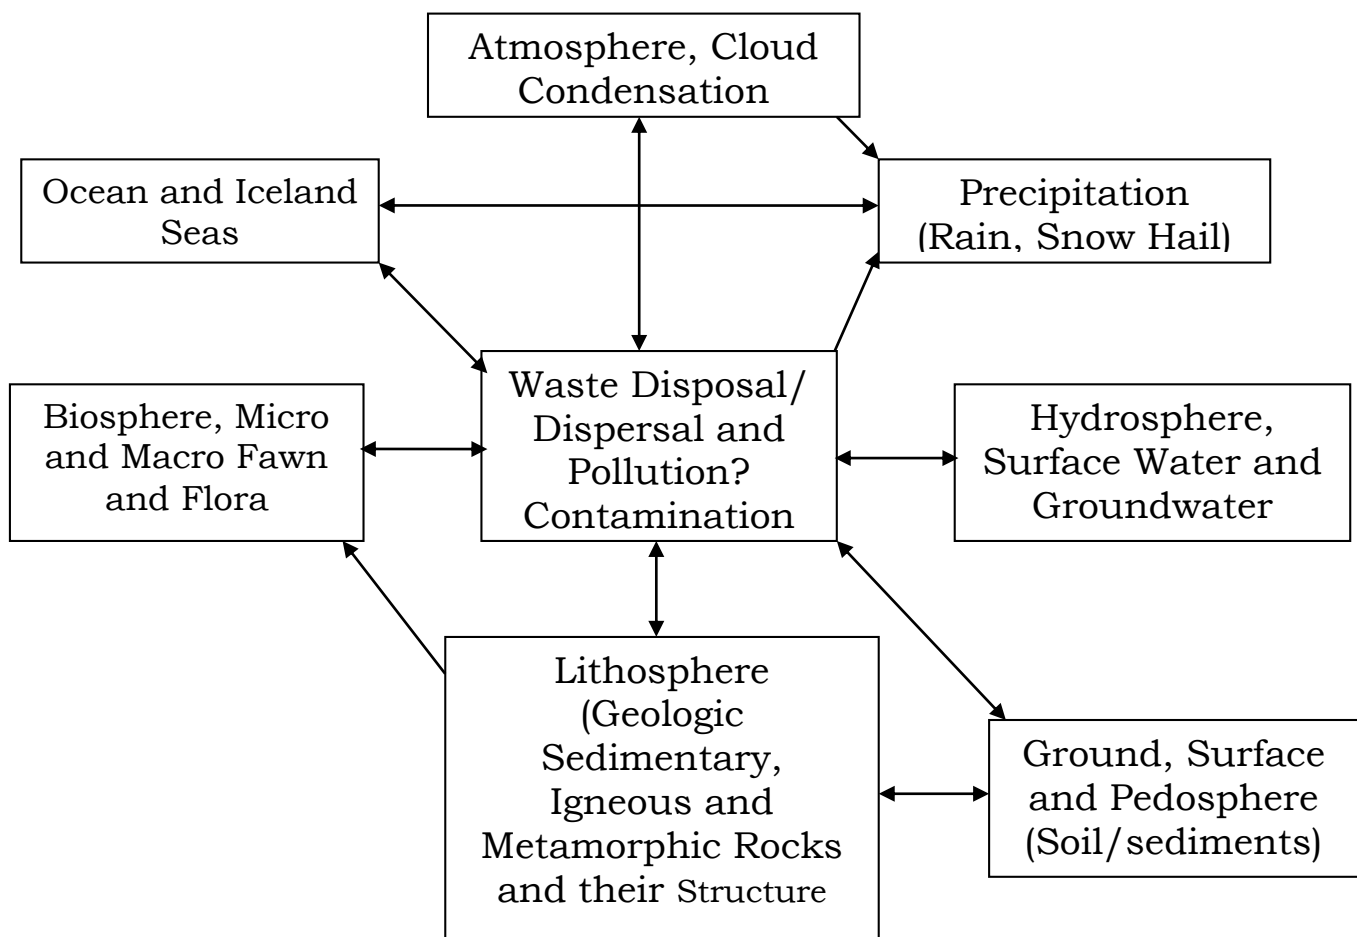 Atmosphere, Cloud
Condensation
Ocean and Iceland
Seas
Precipitation
(Rain, Snow Hail)
Biosphere, Micro
and Macro Fawn
and Flora
Waste Disposal/
Dispersal and
Pollution?
Contamination
Hydrosphere,
Surface Water and
Groundwater
Lithosphere
(Geologic
Sedimentary,
Igneous and
Metamorphic Rocks
and their Structure
Ground, Surface
and Pedosphere
(Soil/sediments)